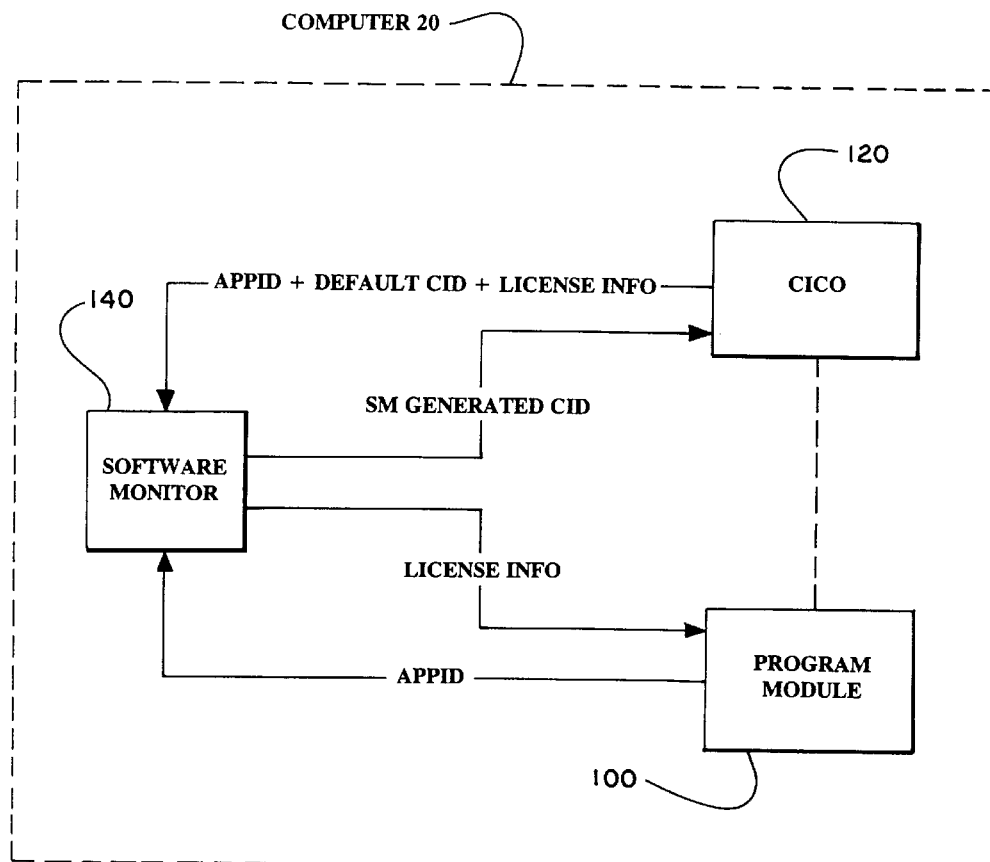 COMPUTER 20
120
CICO
APPID + DEFAULT CID + LICENSE INFO
140
SM GENERATED CID
SOFTWARE
MONITOR
LICENSE INFO
PROGRAM
MODULE
APPID
100